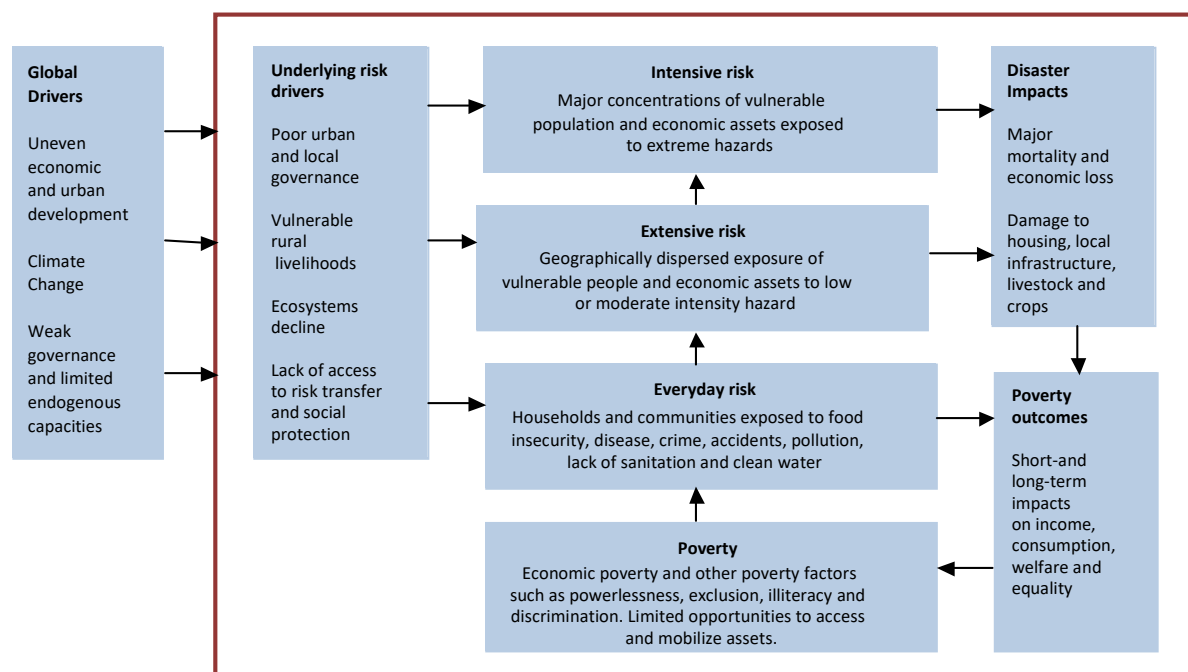 Global
Drivers
Uneven
economic
and urban
development
Climate
Change
Weak
governance
and limited
endogenous
capacities
Underlying risk
drivers
Poor urban
and local
governance
Vulnerable
rural
livelihoods
Ecosystems
decline
Lack of access
to risk transfer
and social
protection
Intensive risk
Major concentrations of vulnerable
population and economic assets exposed
to extreme hazards
Extensive risk
Geographically dispersed exposure of
vulnerable people and economic assets to low
or moderate intensity hazard
Everyday risk
Households and communities exposed to food
insecurity, disease, crime, accidents, pollution,
lack of sanitation and clean water
Poverty
Economic poverty and other poverty factors
such as powerlessness, exclusion, illiteracy and
discrimination. Limited opportunities to access
and mobilize assets.
Disaster
Impacts
Major
mortality and
economic loss
Damage to
housing, local
infrastructure,
livestock and
crops
Poverty
outcomes
Short-and
long-term
impacts
on income,
consumption,
welfare and
equality